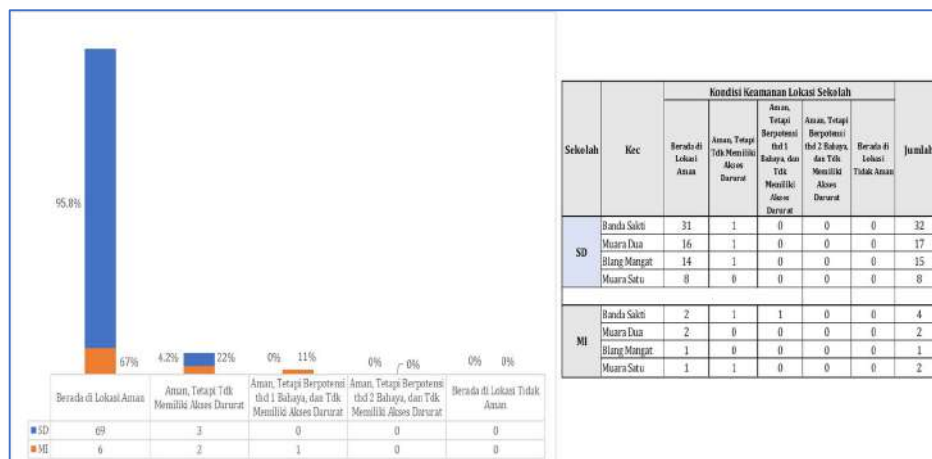 95.8%
67%
4.2%
22%
0%
11%
0%
0%
0%
0%
Berada di Lokasi Aman
Aman, Tetapi Tdk
Memiliki Akses Darurat
Aman, Tetapi Berpotensi
thd 1 Bahaya, dan Tdk
Memiliki Akses Darurat
Aman, Tetapi Berpotensi
thd 2 Bahaya, dan Tdk
Memiliki Akses Darurat
Berada di Lokasi Tidak
Aman
SD 69 3 0 0 0
MI 6 2 1 0 0
Kondisi Keamanan Lokasi Sekolah
Sekolah
Kec
Berada di
Lokasi
Aman
Aman, Tetapi
Tdk Memiliki
Akses
Darurat
Aman,
Tetapi
Berpotensi
thd 1
Bahaya, dan
Tdk
Memiliki
Akses
Darurat
Aman, Tetapi
Berpotensi
thd 2 Bahaya,
dan Tdk
Memiliki
Akses
Darurat
Berada di
Lokasi
Tidak Aman
Jumlah
SD
Banda Sakti 31 1 0 0 0 32
Muara Dua 16 1 0 0 0 17
Blang Mangat 14 1 0 0 0 15
Muara Satu 8 0 0 0 0 8
MI
Banda Sakti 2 1 1 0 0 4
Muara Dua 2 0 0 0 0 2
Blang Mangat 1 0 0 0 0 1
Muara Satu 1 1 0 0 0 2